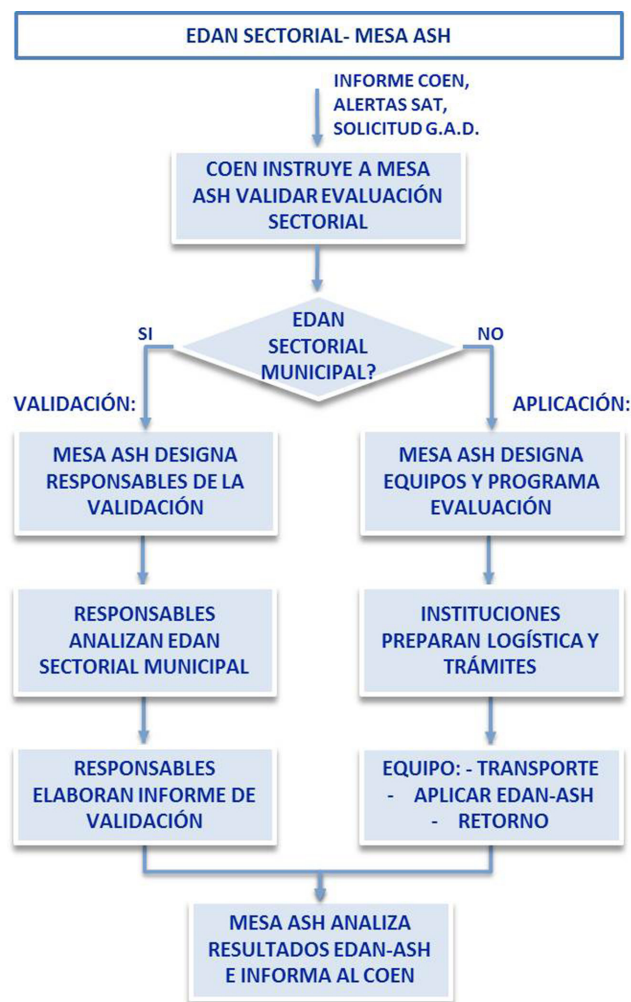 EDAN SECTORIAL- MESA ASH
INFORME COEN,
ALERTAS SAT,
SOLICITUD G.A.D.
COEN INSTRUYE A MESA
ASH VALIDAR EVALUACIÓN
SECTORIAL
EDAN
SECTORIAL
MUNICIPAL?
SI
NO
VALIDACIÓN:
MESA ASH DESIGNA
RESPONSABLES DE LA
VALIDACIÓN
RESPONSABLES
ANALIZAN EDAN
SECTORIAL MUNICIPAL
RESPONSABLES
ELABORAN INFORME DE
VALIDACIÓN
APLICACIÓN:
MESA ASH DESIGNA
EQUIPOS Y PROGRAMA
EVALUACIÓN
INSTITUCIONES
PREPARAN LOGÍSTICA Y
TRÁMITES
EQUIPO: - TRANSPORTE
- APLICAR EDAN-ASH
- RETORNO
MESA ASH ANALIZA
RESULTADOS EDAN-ASH
E INFORMA AL COEN